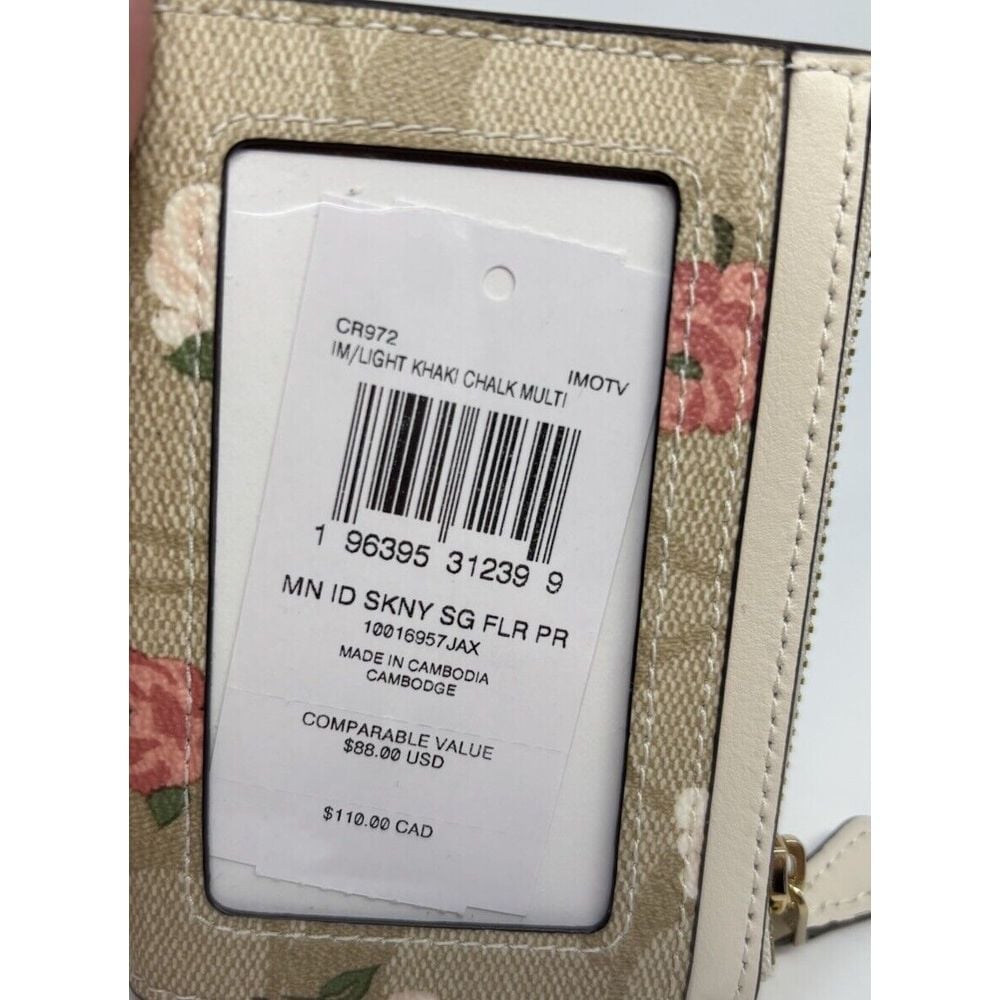 CR972
IM/LIGHT KHAKI CHALK MULTI
IMOTV
1 96395 31239 9
MN ID SKNY SG FLR PR
10016957JAX
MADE IN CAMBODIA
CAMBODGE
COMPARABLE VALUE
$88.00 USD
$110.00 CAD